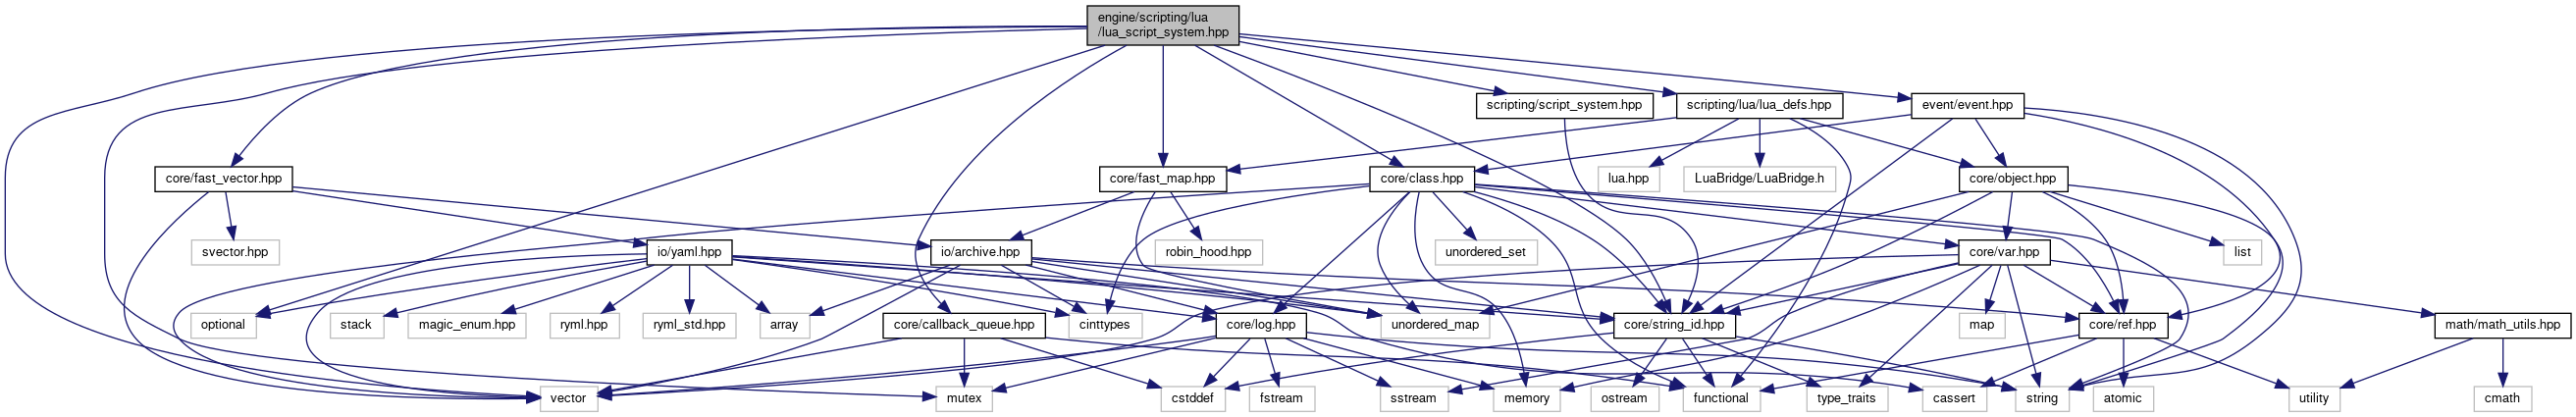 engine/scripting/lua
/lua_script_system.hpp
scripting/script_system.hpp
scripting/lua/lua_defs.hpp
event/event.hpp
core/fast_vector.hpp
core/fast_map.hpp
core/class.hpp
lua.hpp
LuaBridge/LuaBridge.h
core/object.hpp
svector.hpp
io/yaml.hpp
io/archive.hpp
robin_hood.hpp
unordered_set
core/var.hpp
list
optional
stack
magic_enum.hpp
ryml.hpp
ryml_std.hpp
array
core/callback_queue.hpp
cinttypes
core/log.hpp
unordered_map
core/string_id.hpp
map
core/ref.hpp
math/math_utils.hpp
vector
mutex
cstddef
fstream
sstream
memory
ostream
functional
type_traits
cassert
string
atomic
utility
cmath